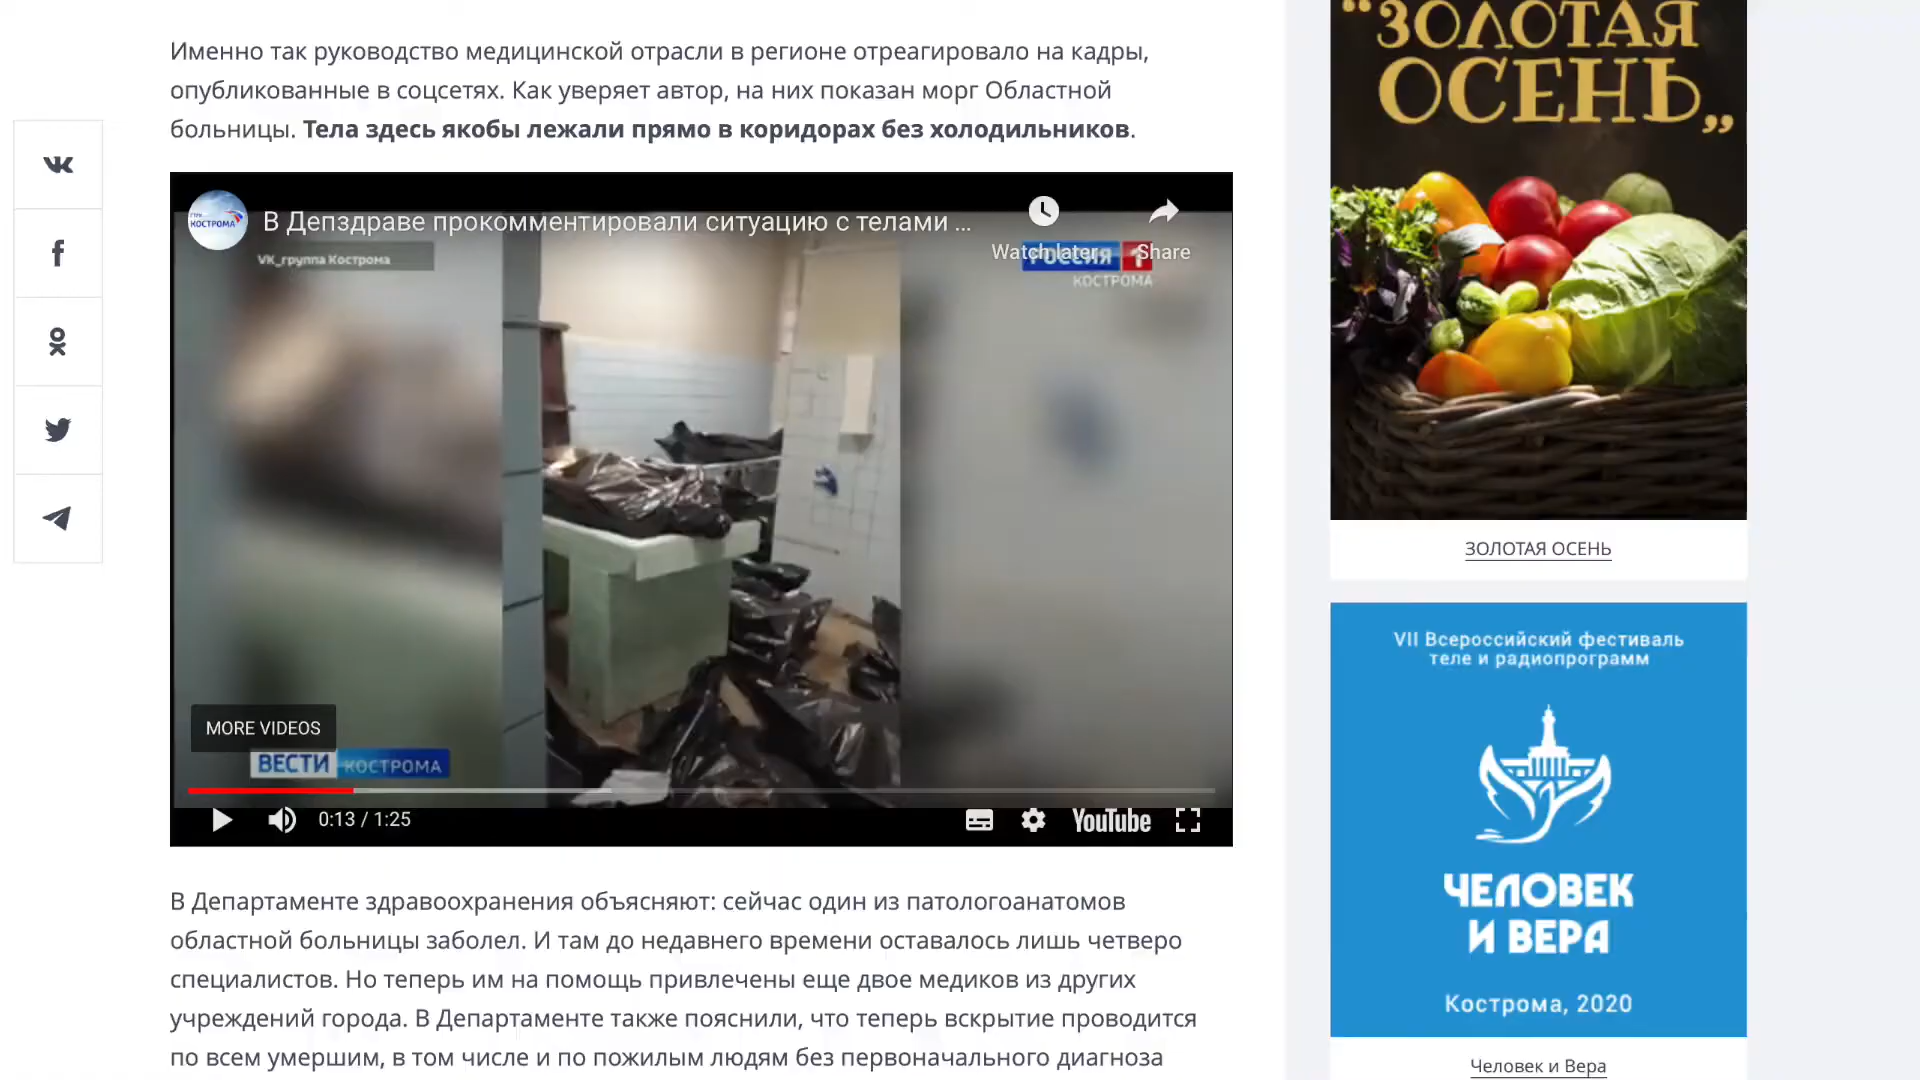 Именно так руководство медицинской отрасли в регионе отреагировало на кадры,
опубликованные в соцсетях. Как уверяет автор, на них показан морг Областной
больницы. Тела здесь якобы лежали прямо в коридорах без холодильников.
ГТРК
КОСТРОМА
В Депздраве прокомментировали ситуацию с телами ...
Watch later
Share
VK_группа Кострома
РОССИЯ 1
КОСТРОМА
MORE VIDEOS
ВЕСТИ КОСТРОМА
0:13 / 1:25
YouTube
В Департаменте здравоохранения объясняют: сейчас один из патологоанатомов
областной больницы заболел. И там до недавнего времени оставалось лишь четверо
специалистов. Но теперь им на помощь привлечены еще двое медиков из других
учреждений города. В Департаменте также пояснили, что теперь вскрытие проводится
по всем умершим, в том числе и по пожилым людям без первоначального диагноза
"ЗОЛОТАЯ
ОСЕНЬ„
ЗОЛОТАЯ ОСЕНЬ
VII Всероссийский фестиваль
теле и радиопрограмм
ЧЕЛОВЕК
И ВЕРА
Кострома, 2020
Человек и Вера